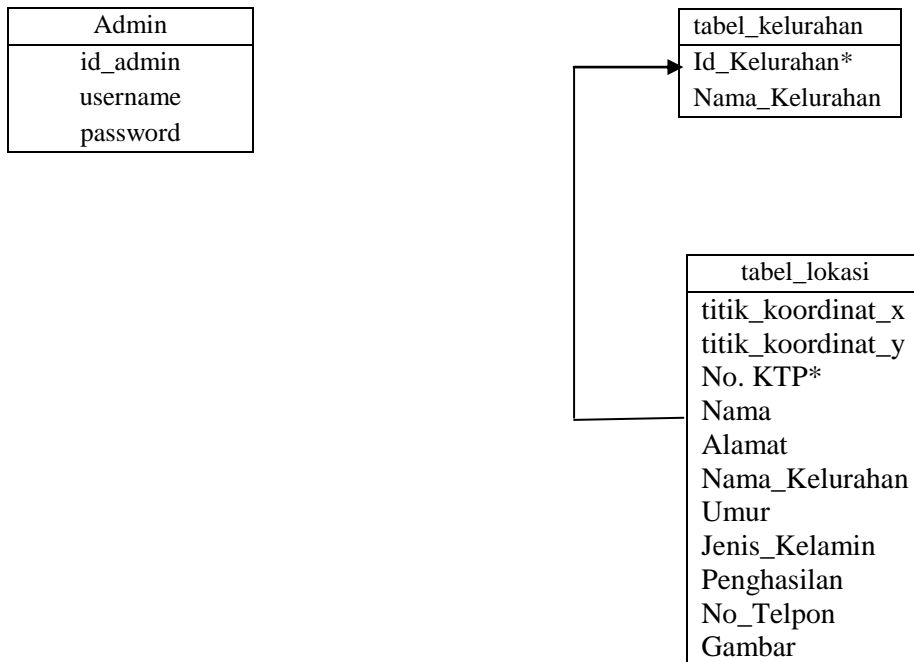 Admin
id_admin
username
password
tabel_kelurahan
Id_Kelurahan*
Nama_Kelurahan
tabel_lokasi
titik_koordinat_x
titik_koordinat_y
No. KTP*
Nama
Alamat
Nama_Kelurahan
Umur
Jenis_Kelamin
Penghasilan
No_Telpon
Gambar